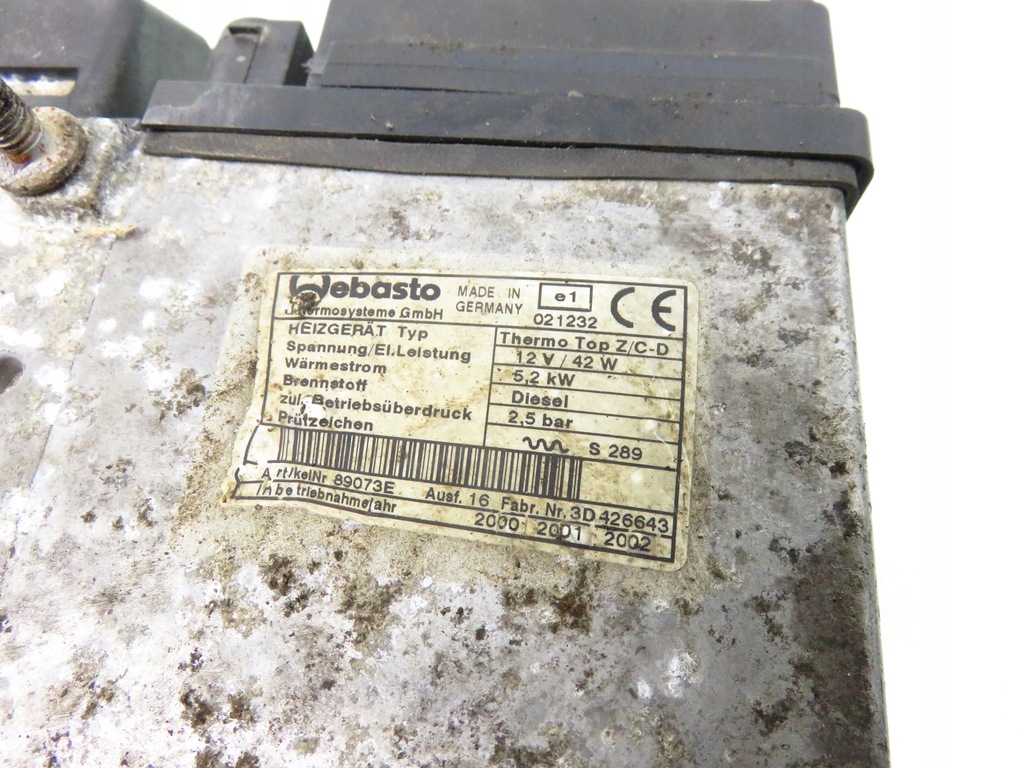 Webasto MADE IN GERMANY e1
Thermosysteme GmbH 021232 CE
HEIZGERÄT Typ Thermo Top Z/C-D
Spannung/El.Leistung 12 V / 42 W
Wärmestrom 5,2 kW
Brennstoff Diesel
zul. Betriebsüberdruck 2,5 bar
Prüfzeichen S 289
ArtikelNr 89073E Ausf. 16 Fabr. Nr. 3D 426643
Inbetriebnahmejahr 2000 2001 2002